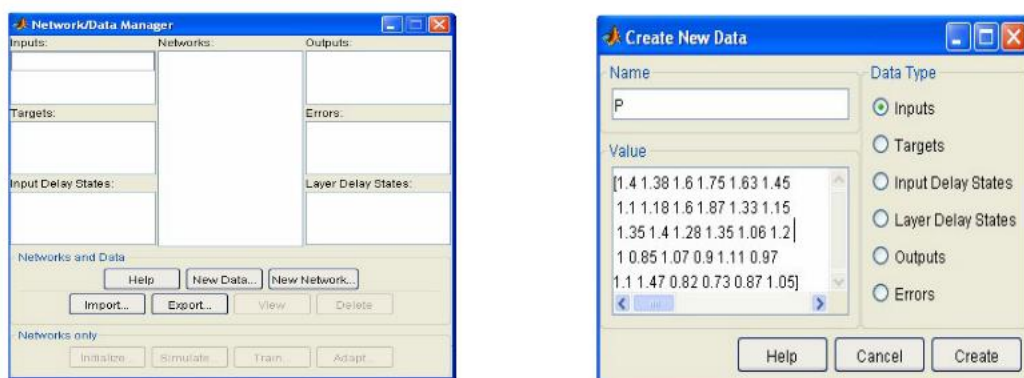 Network/Data Manager
Inputs: Networks: Outputs:
Targets: Errors:
Input Delay States: Layer Delay States:
Networks and Data
Help New Data... New Network...
Import... Export... View Delete
Networks only
Initialize... Simulate... Train... Adapt...
Create New Data
Name
P
Value
[1.4 1.38 1.6 1.75 1.63 1.45
1.1 1.18 1.6 1.87 1.33 1.15
1.35 1.4 1.28 1.35 1.06 1.2
1 0.85 1.07 0.9 1.11 0.97
1.1 1.47 0.82 0.73 0.87 1.05]
Data Type
Inputs
Targets
Input Delay States
Layer Delay States
Outputs
Errors
Help Cancel Create